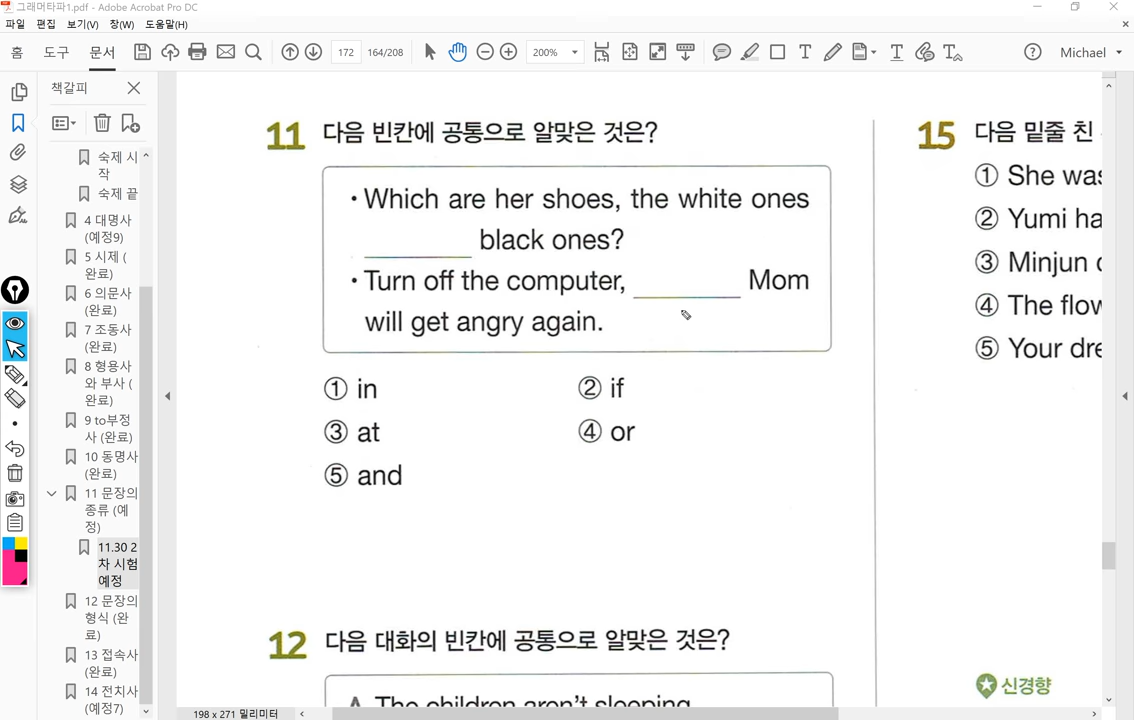 그래머타파1.pdf - Adobe Acrobat Pro DC
파일 편집 보기(V) 창(W) 도움말(H)
홈 도구 문서 172 164/208 200% Michael
책갈피
숙제 시
작
숙제 끝
4 대명사
(예정9)
5 시제 (
완료)
6 의문사
(완료)
7 조동사
(완료)
8 형용사
와 부사 (
완료)
9 to부정
사 (완료)
10 동명사
(완료)
11 문장의
종류 (예
정)
11.30 2
차 시험
예정
12 문장의
형식 (완
료)
13 접속사
(완료)
14 전치사
(예정7)
11 다음 빈칸에 공통으로 알맞은 것은?
• Which are her shoes, the white ones
________ black ones?
• Turn off the computer, ________ Mom
will get angry again.
① in ② if
③ at ④ or
⑤ and
12 다음 대화의 빈칸에 공통으로 알맞은 것은?
A The children aren't sleeping
15 다음 밑줄 친
① She was
② Yumi ha
③ Minjun
④ The flow
⑤ Your dre
신경향
198 x 271 밀리미터